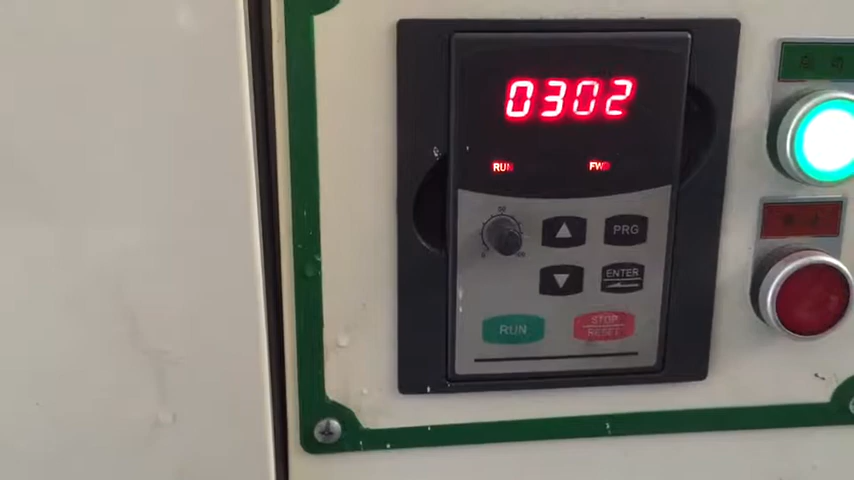 0302
RUN
FWD
PRG
ENTER
RUN
STOP
RESET